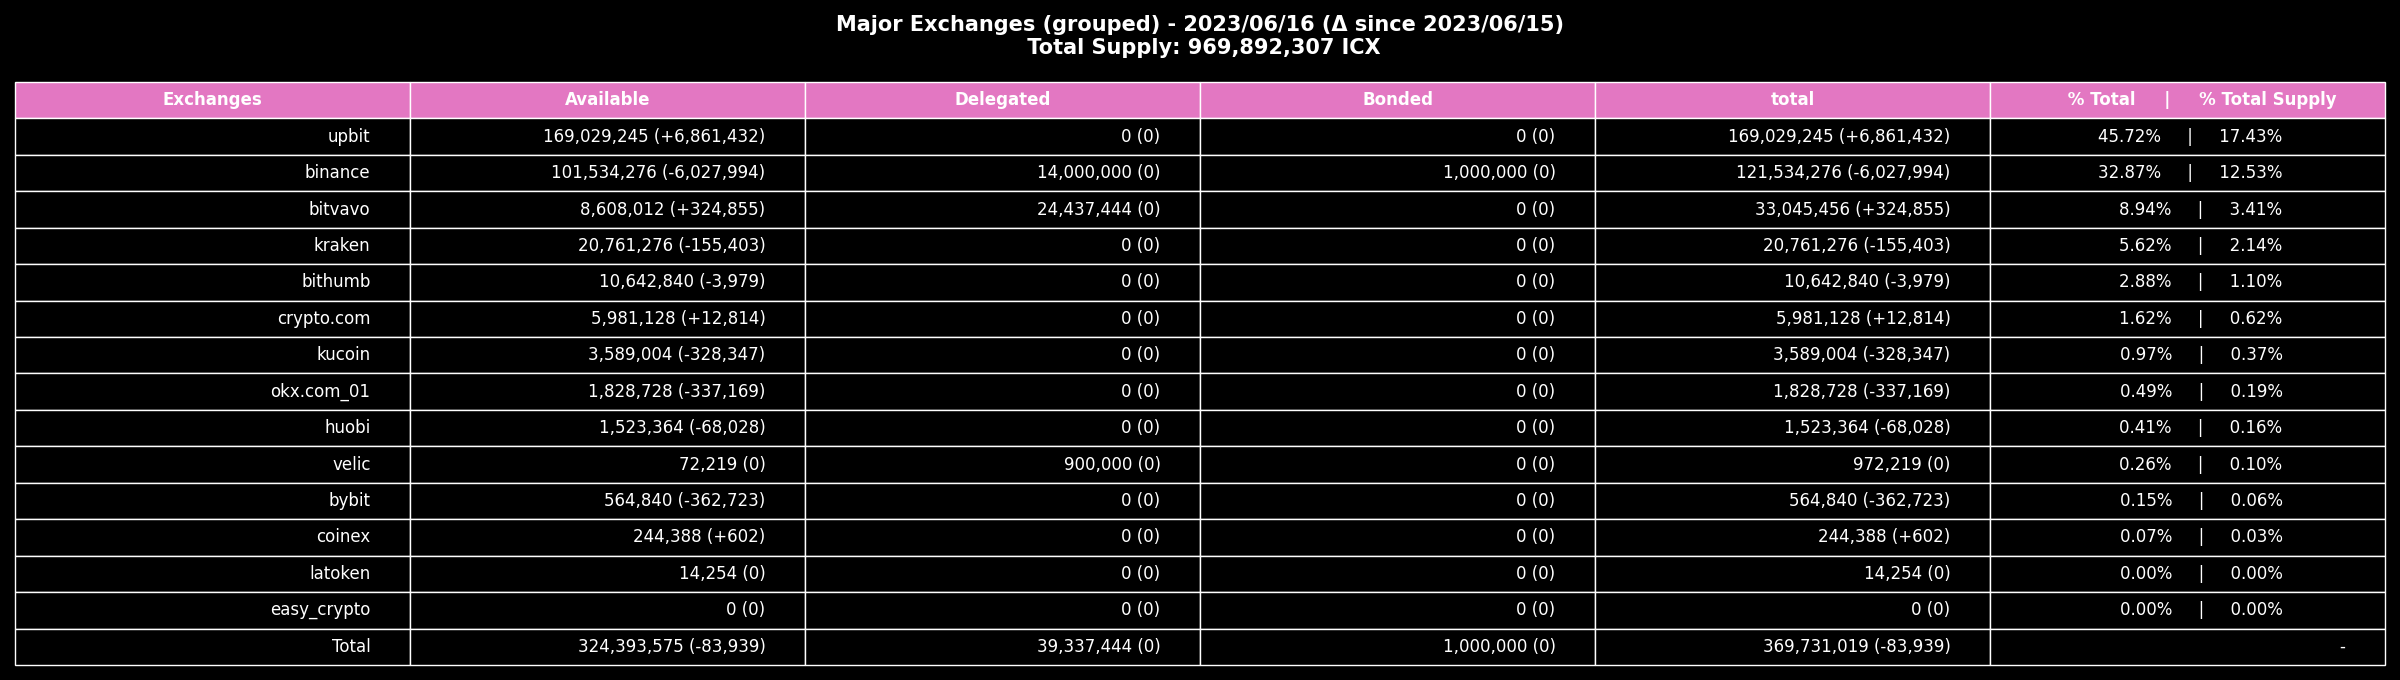 Major Exchanges (grouped) - 2023/06/16 (Δ since 2023/06/15)
Total Supply: 969,892,307 ICX
Exchanges Available Delegated Bonded total % Total | % Total Supply
upbit 169,029,245 (+6,861,432) 0 (0) 0 (0) 169,029,245 (+6,861,432) 45.72% | 17.43%
binance 101,534,276 (-6,027,994) 14,000,000 (0) 1,000,000 (0) 121,534,276 (-6,027,994) 32.87% | 12.53%
bitvavo 8,608,012 (+324,855) 24,437,444 (0) 0 (0) 33,045,456 (+324,855) 8.94% | 3.41%
kraken 20,761,276 (-155,403) 0 (0) 0 (0) 20,761,276 (-155,403) 5.62% | 2.14%
bithumb 10,642,840 (-3,979) 0 (0) 0 (0) 10,642,840 (-3,979) 2.88% | 1.10%
crypto.com 5,981,128 (+12,814) 0 (0) 0 (0) 5,981,128 (+12,814) 1.62% | 0.62%
kucoin 3,589,004 (-328,347) 0 (0) 0 (0) 3,589,004 (-328,347) 0.97% | 0.37%
okx.com_01 1,828,728 (-337,169) 0 (0) 0 (0) 1,828,728 (-337,169) 0.49% | 0.19%
huobi 1,523,364 (-68,028) 0 (0) 0 (0) 1,523,364 (-68,028) 0.41% | 0.16%
velic 72,219 (0) 900,000 (0) 0 (0) 972,219 (0) 0.26% | 0.10%
bybit 564,840 (-362,723) 0 (0) 0 (0) 564,840 (-362,723) 0.15% | 0.06%
coinex 244,388 (+602) 0 (0) 0 (0) 244,388 (+602) 0.07% | 0.03%
latoken 14,254 (0) 0 (0) 0 (0) 14,254 (0) 0.00% | 0.00%
easy_crypto 0 (0) 0 (0) 0 (0) 0 (0) 0.00% | 0.00%
Total 324,393,575 (-83,939) 39,337,444 (0) 1,000,000 (0) 369,731,019 (-83,939) -